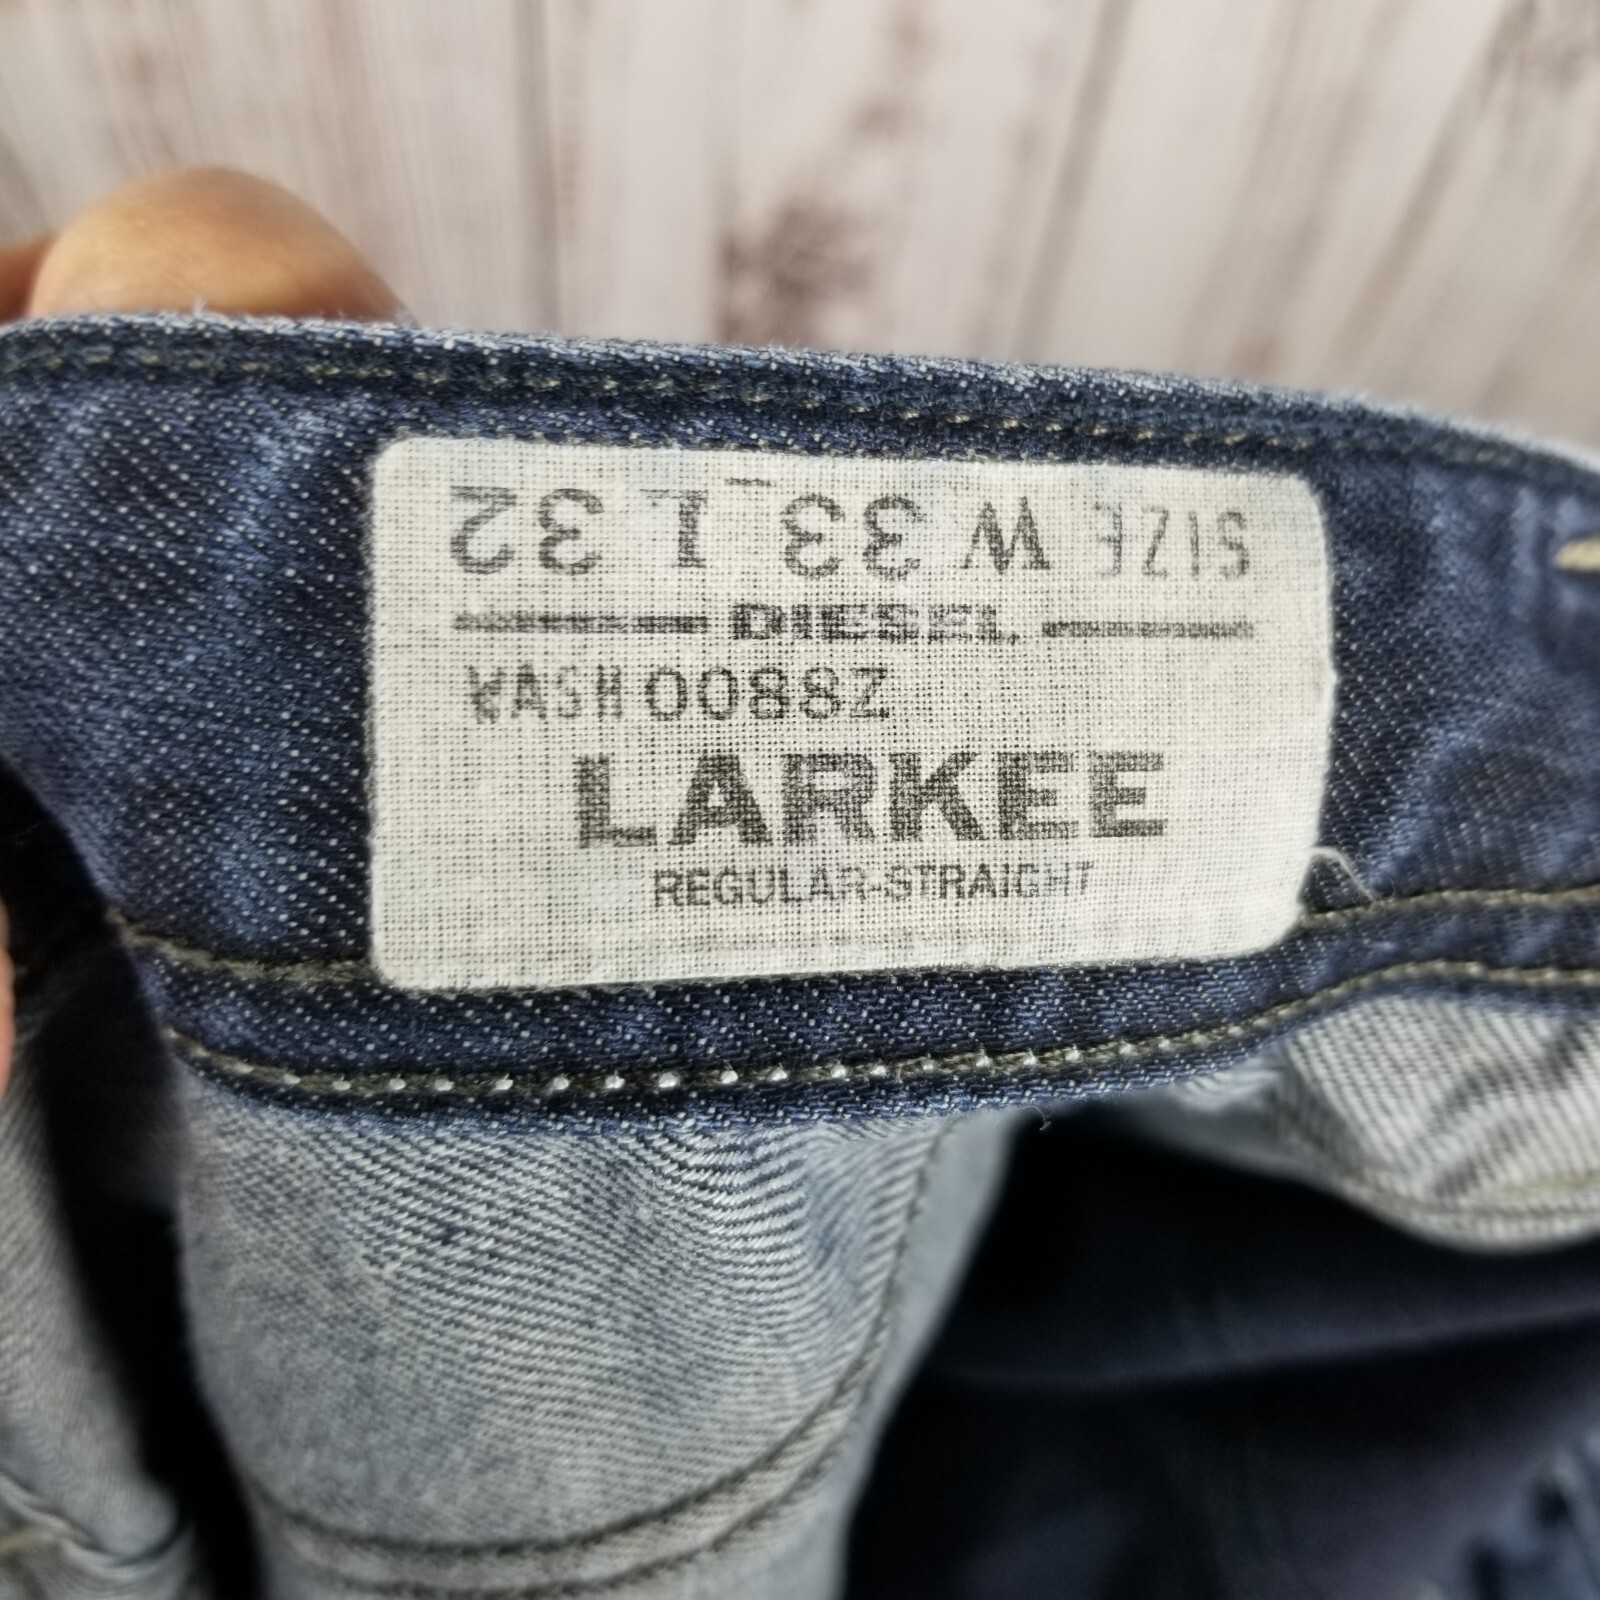 SIZE W 33 L 32
DIESEL
WASH 0088Z
LARKEE
REGULAR-STRAIGHT